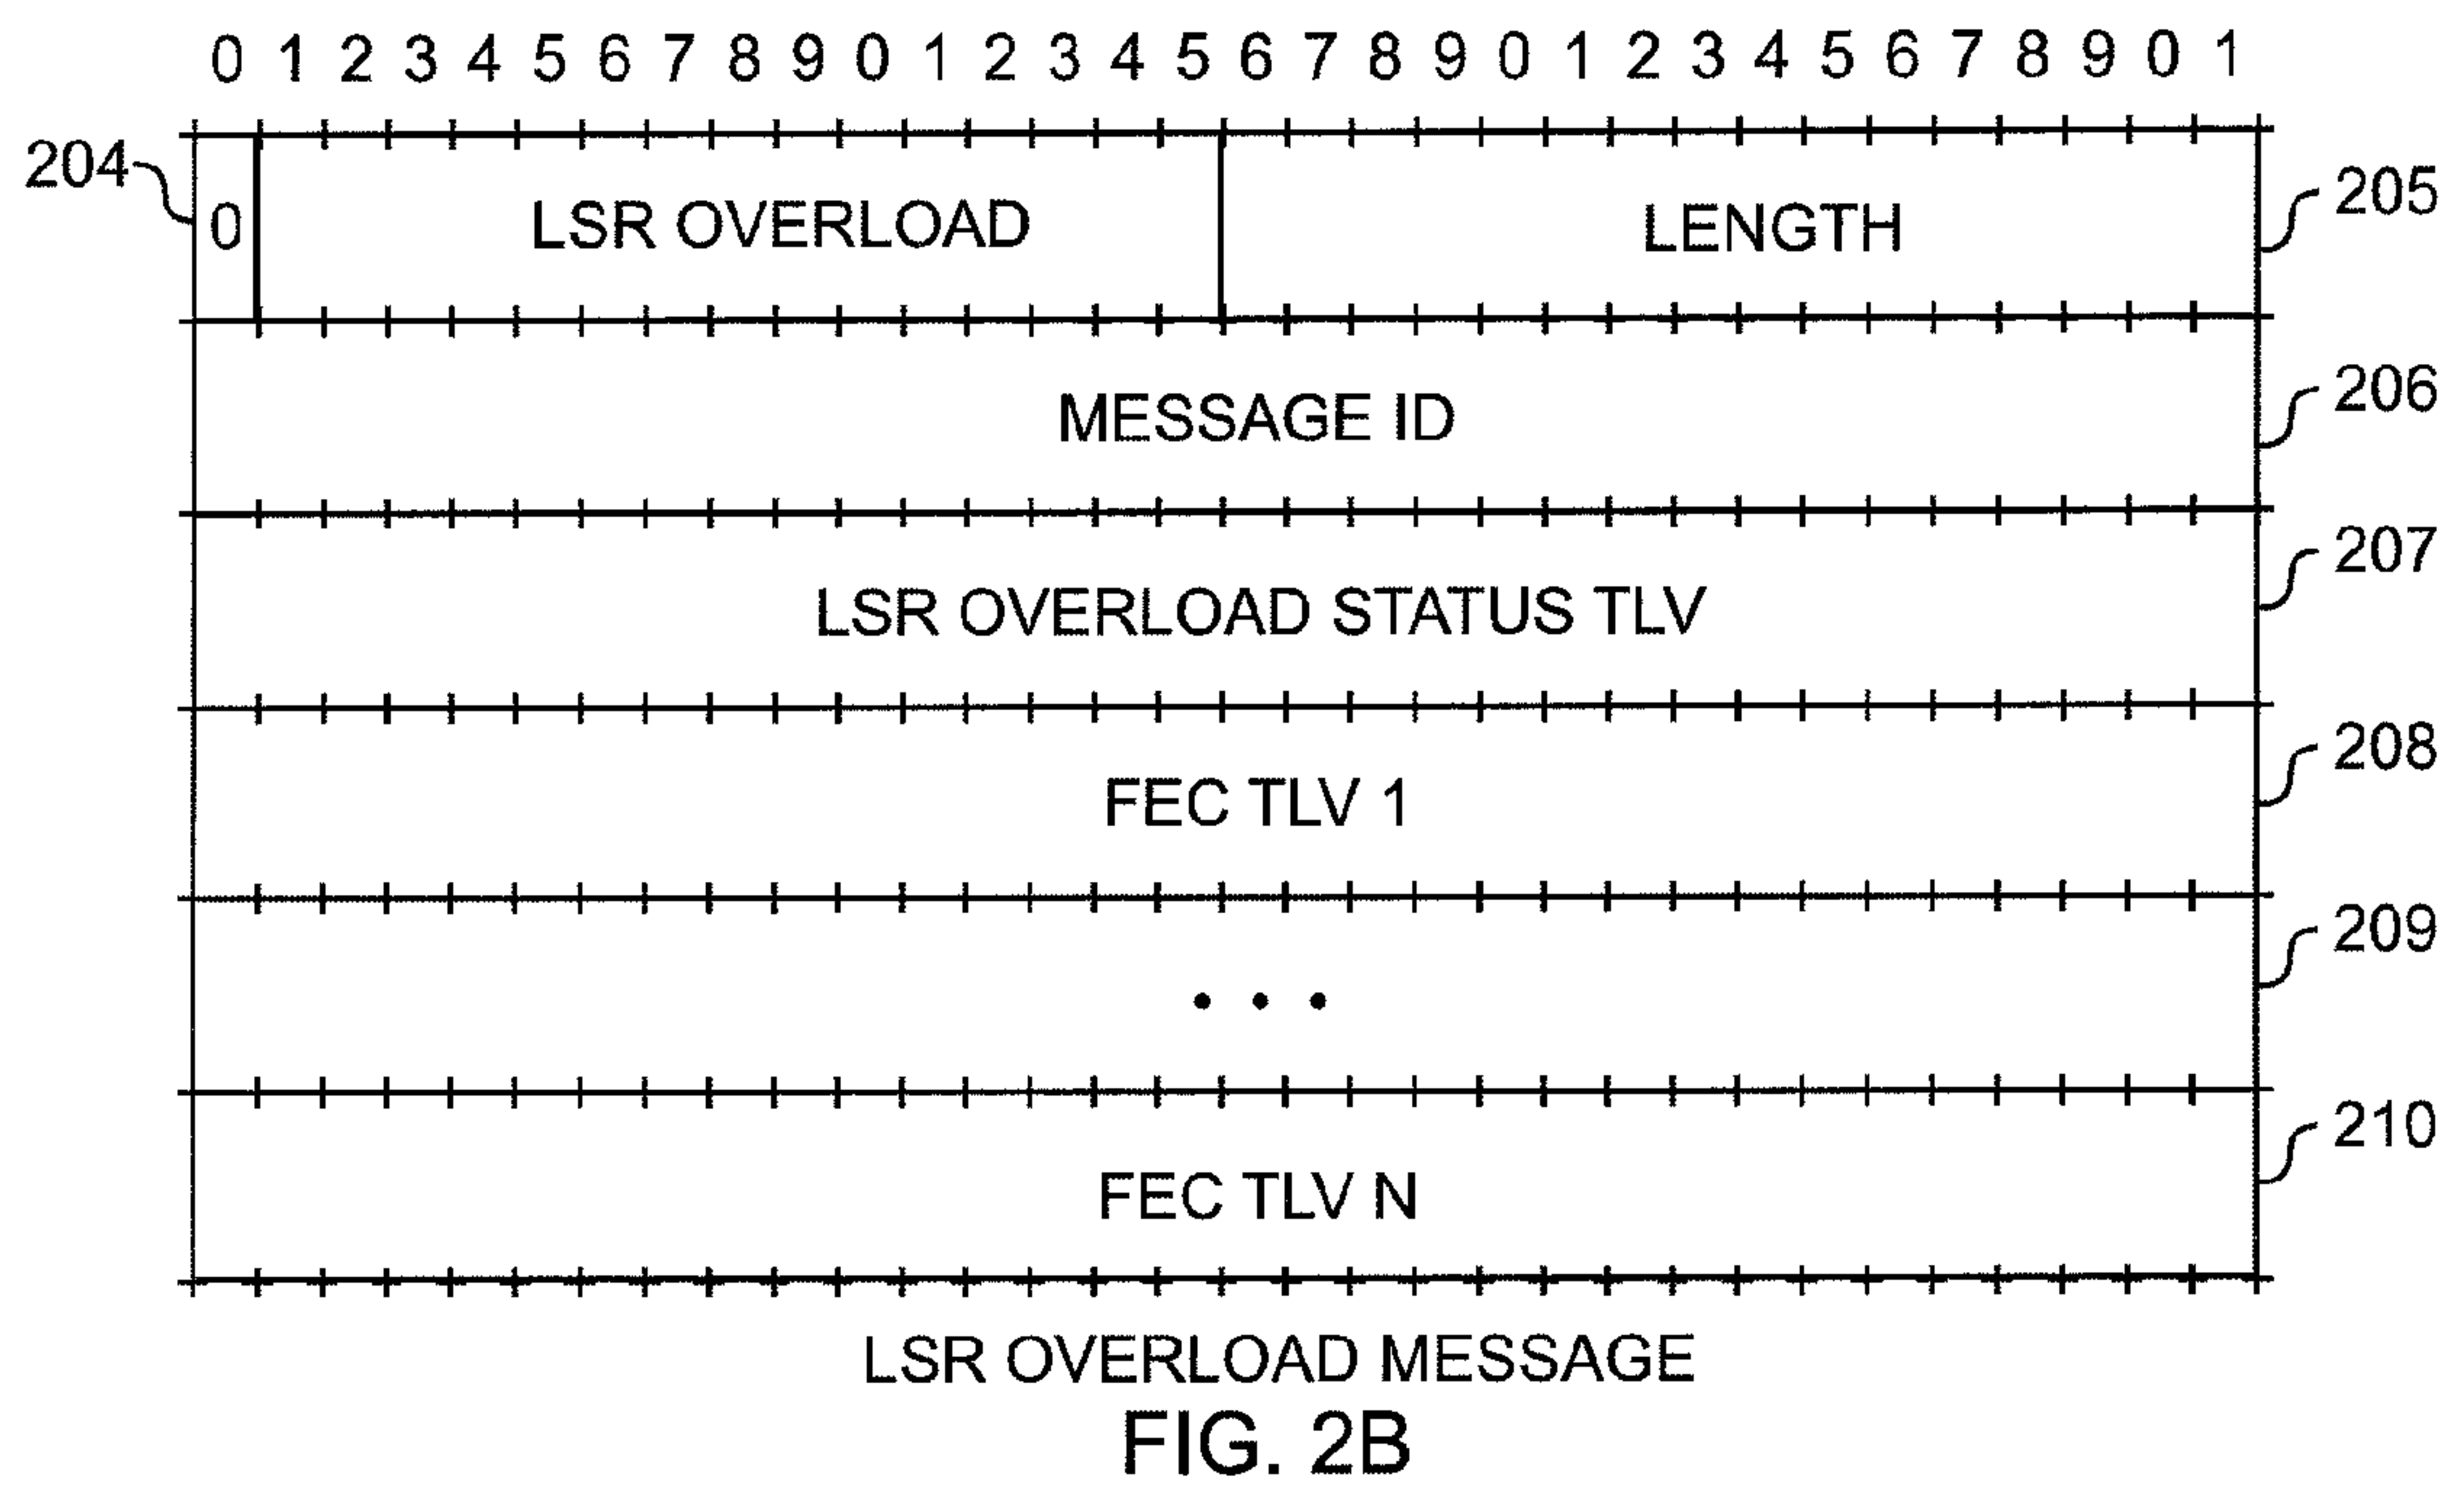 0 1 2 3 4 5 6 7 8 9 0 1 2 3 4 5 6 7 8 9 0 1 2 3 4 5 6 7 8 9 0 1
204 0 LSR OVERLOAD LENGTH 205
MESSAGE ID 206
LSR OVERLOAD STATUS TLV 207
FEC TLV 1 208
• • • 209
FEC TLV N 210
LSR OVERLOAD MESSAGE
FIG. 2B